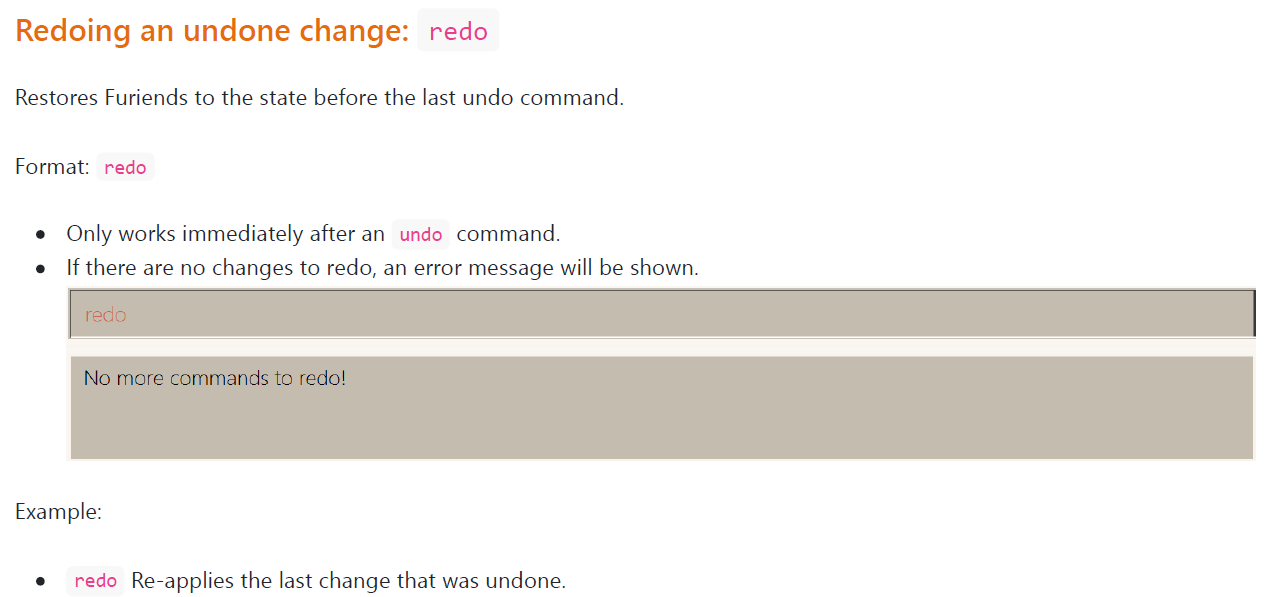 Redoing an undone change: redo
Restores Furiends to the state before the last undo command.
Format: redo
Only works immediately after an undo command.
If there are no changes to redo, an error message will be shown.
redo
No more commands to redo!
Example:
redo Re-applies the last change that was undone.